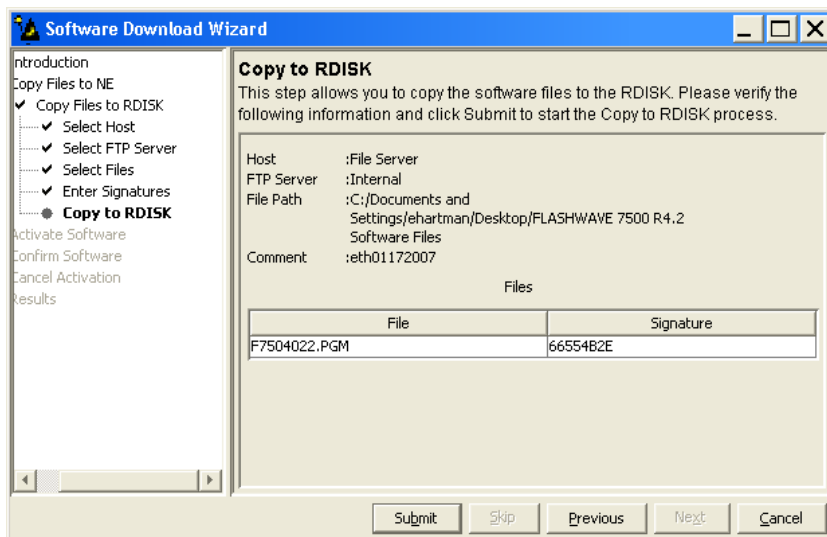 Software Download Wizard
ntroduction
Copy Files to NE
Copy Files to RDISK
Select Host
Select FTP Server
Select Files
Enter Signatures
Copy to RDISK
Activate Software
Confirm Software
Cancel Activation
Results
Copy to RDISK
This step allows you to copy the software files to the RDISK. Please verify the
following information and click Submit to start the Copy to RDISK process.
Host :File Server
FTP Server :Internal
File Path :C:/Documents and
Settings/ehartman/Desktop/FLASHWAVE 7500 R4.2
Software Files
Comment :eth01172007
Files
File Signature
F7504022.PGM 66554B2E
Submit Skip Previous Next Cancel